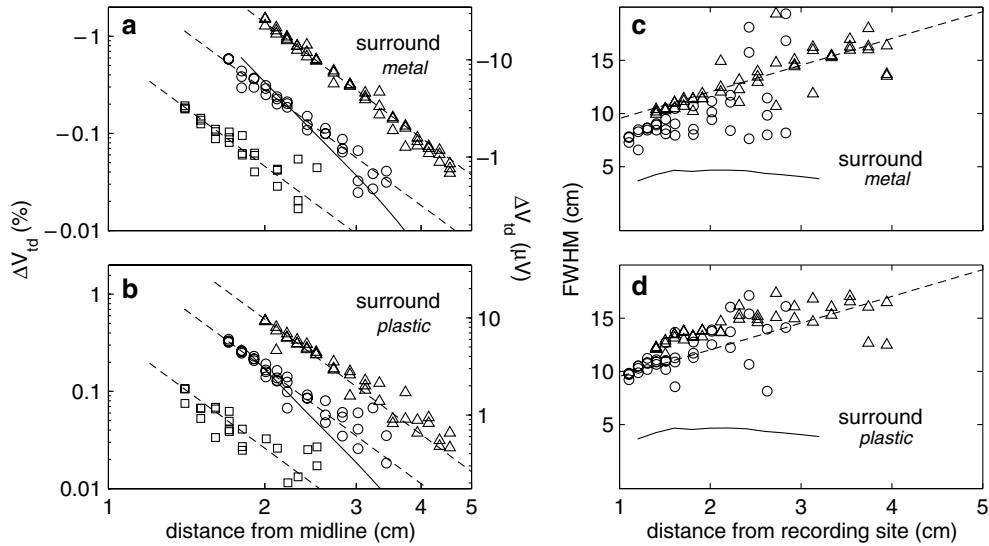 a
surround
metal
-1
-0.1
-0.01
-10
-1
ΔVtd (%)
ΔVtd (μV)
b
surround
plastic
1
0.1
0.01
10
1
1
2
3
4
5
distance from midline (cm)
c
surround
metal
15
10
5
FWHM (cm)
d
surround
plastic
15
10
5
1
2
3
4
5
distance from recording site (cm)